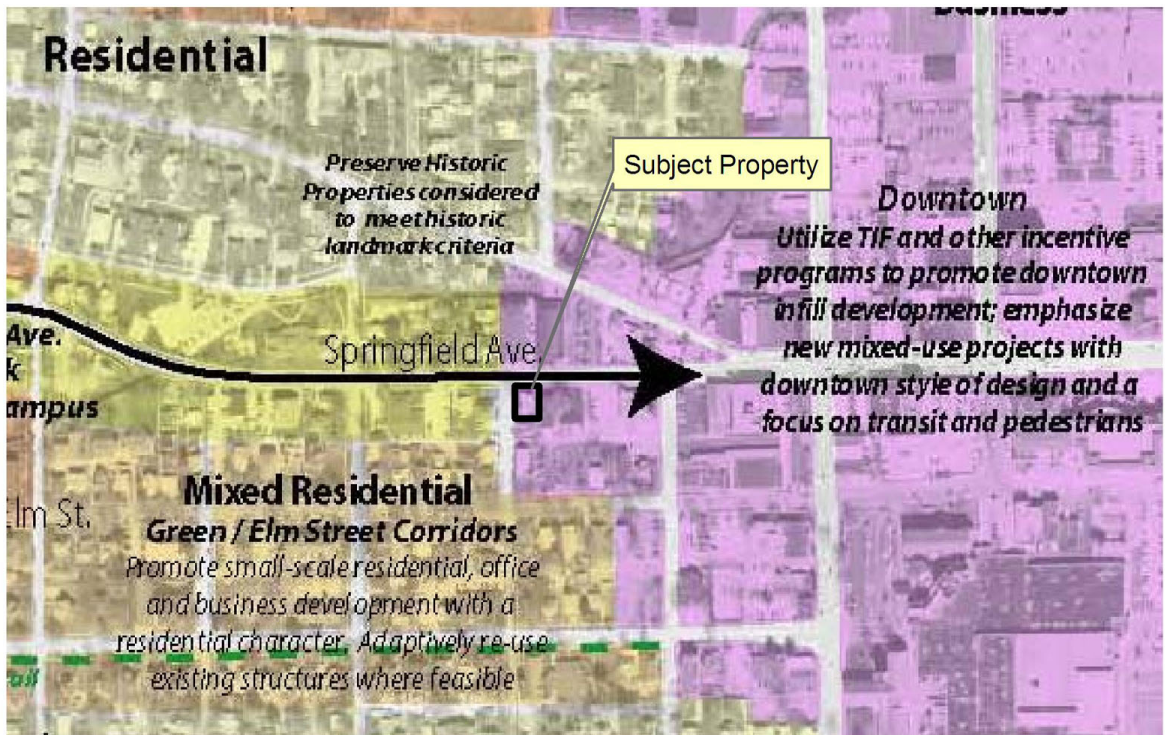 Business
Residential
Preserve Historic
Properties considered
to meet historic
landmark criteria
Subject Property
Downtown
Utilize TIF and other incentive
programs to promote downtown
infill development; emphasize
new mixed-use projects with
downtown style of design and a
focus on transit and pedestrians
Ave.
k
ampus
Springfield Ave.
Elm St.
Mixed Residential
Green / Elm Street Corridors
Promote small-scale residential, office
and business development with a
residential character. Adaptively re-use
existing structures where feasible